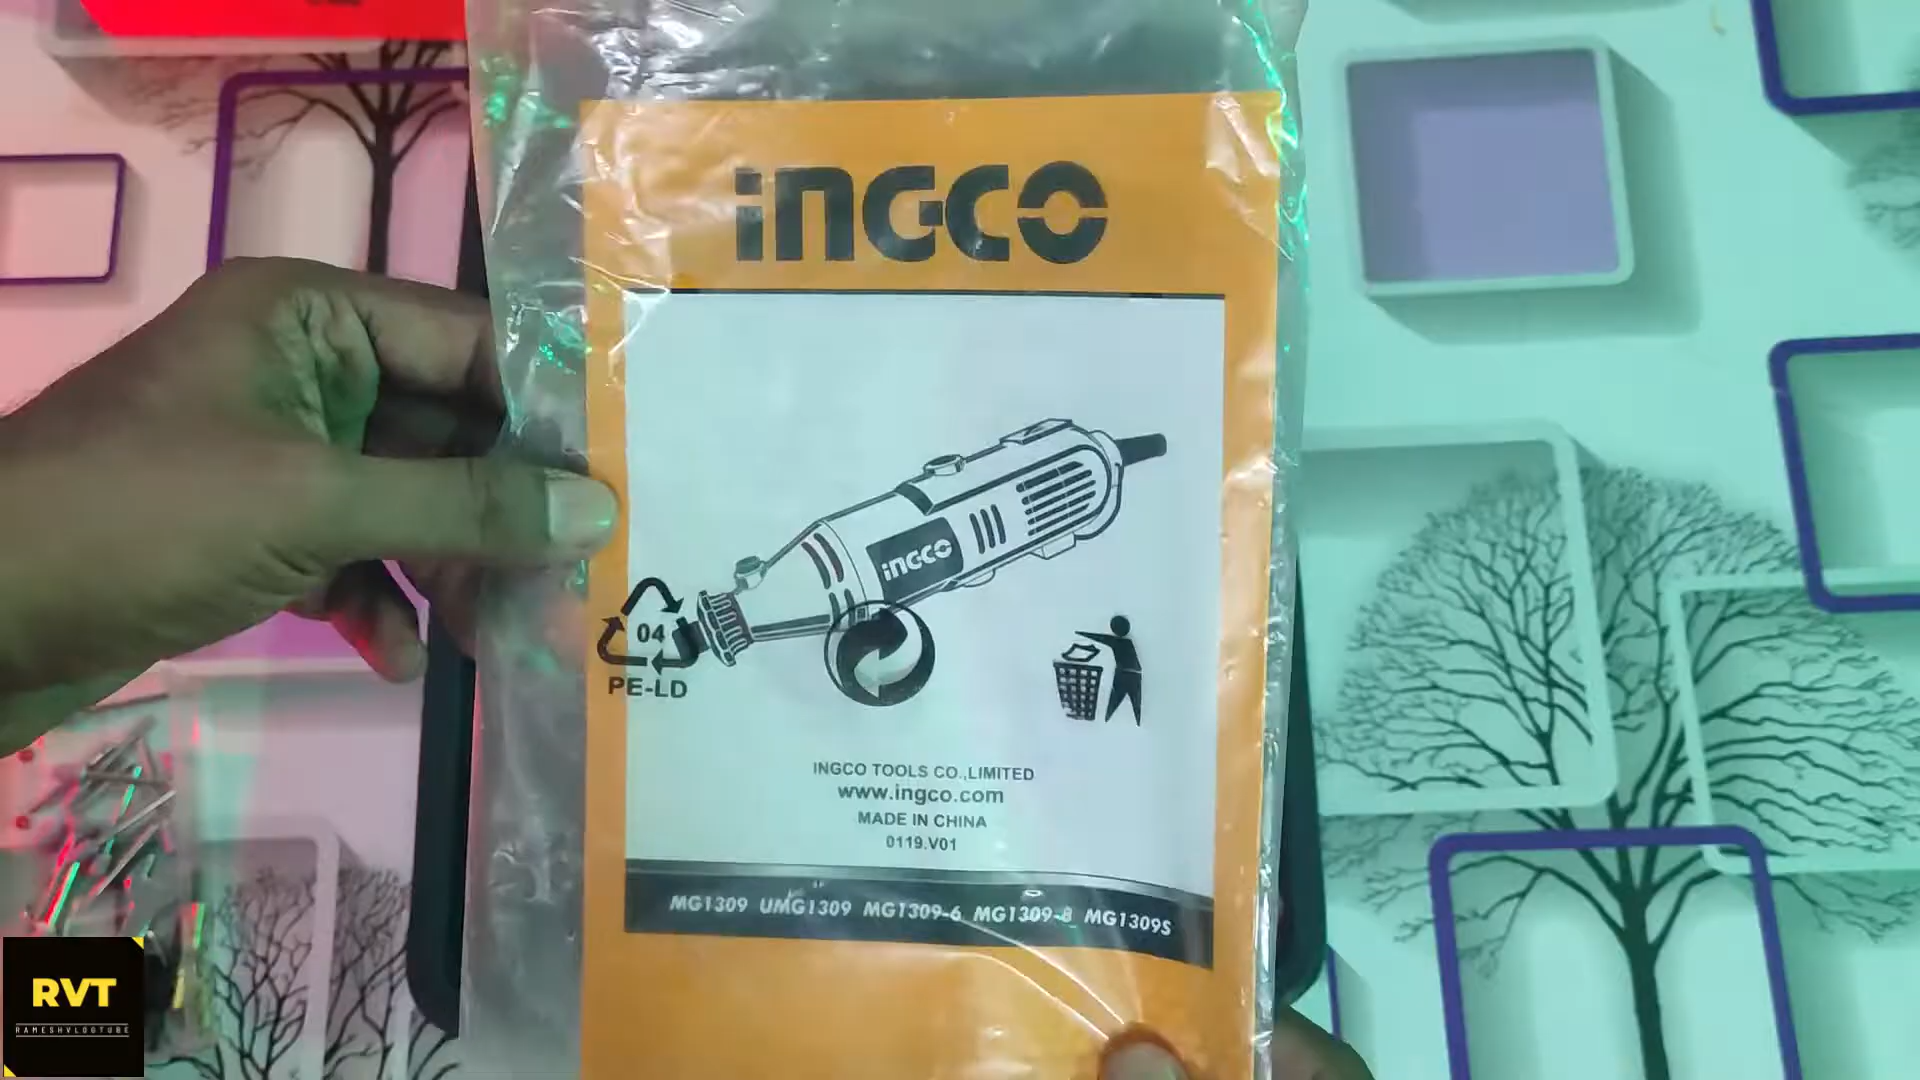 INGCO
INGCO
04
PE-LD
INGCO TOOLS CO.,LIMITED
www.ingco.com
MADE IN CHINA
0119.V01
MG1309 UMG1309 MG1309-6 MG1309-8 MG1309S
RVT
RAMESHVLOGTUBE